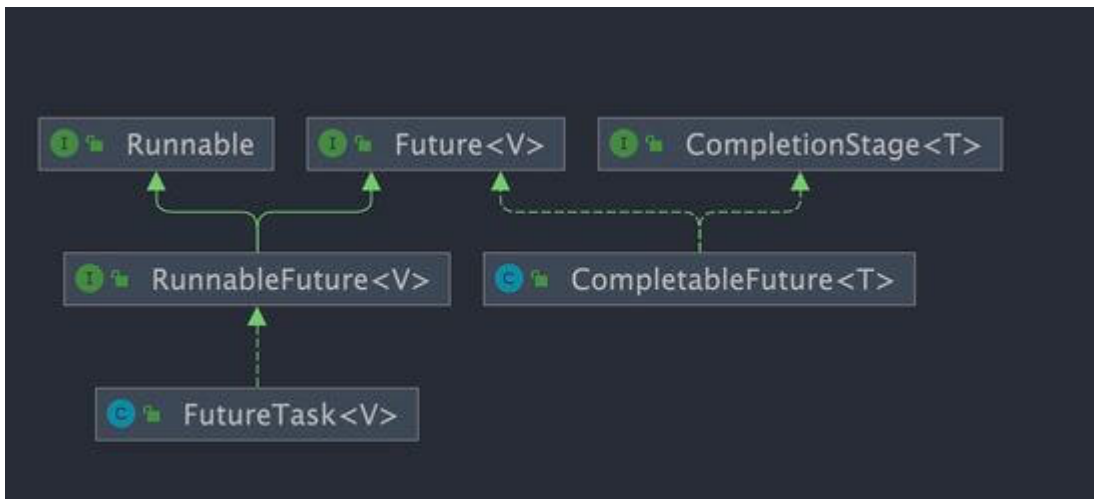 I Runnable
I Future<V>
I CompletionStage<T>
I RunnableFuture<V>
C CompletableFuture<T>
C FutureTask<V>